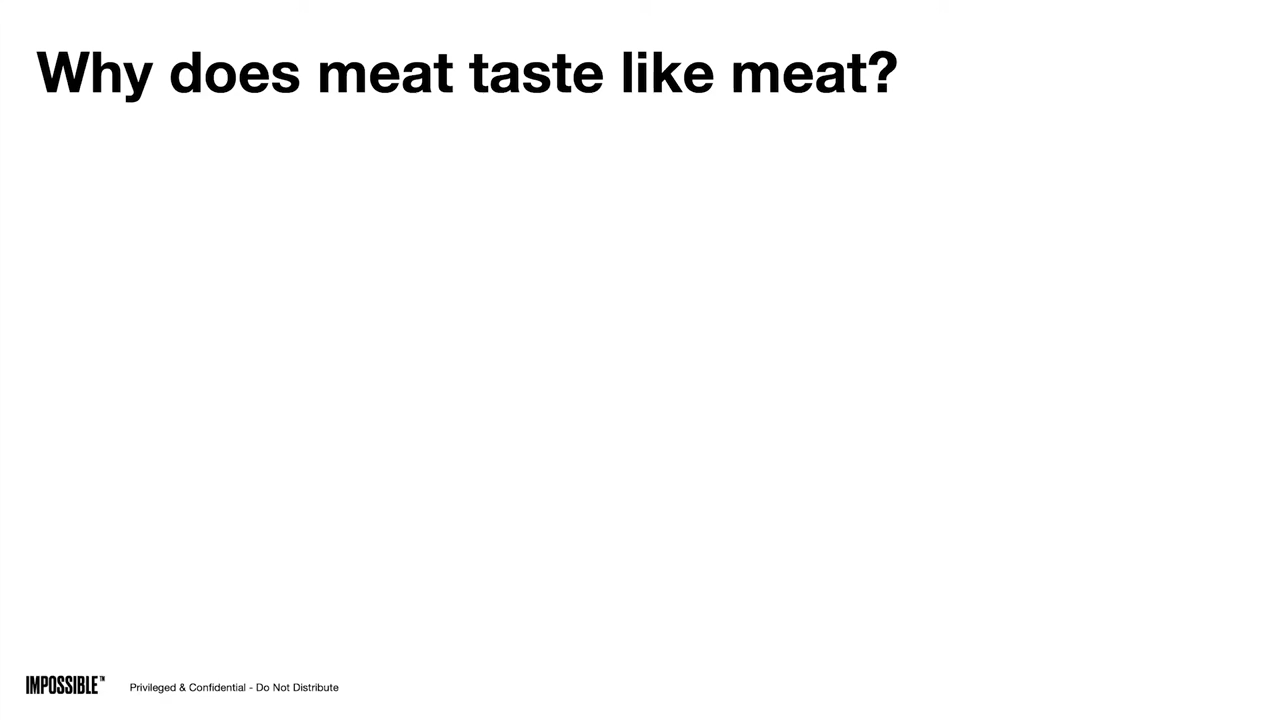 Why does meat taste like meat?
IMPOSSIBLE™ Privileged & Confidential - Do Not Distribute